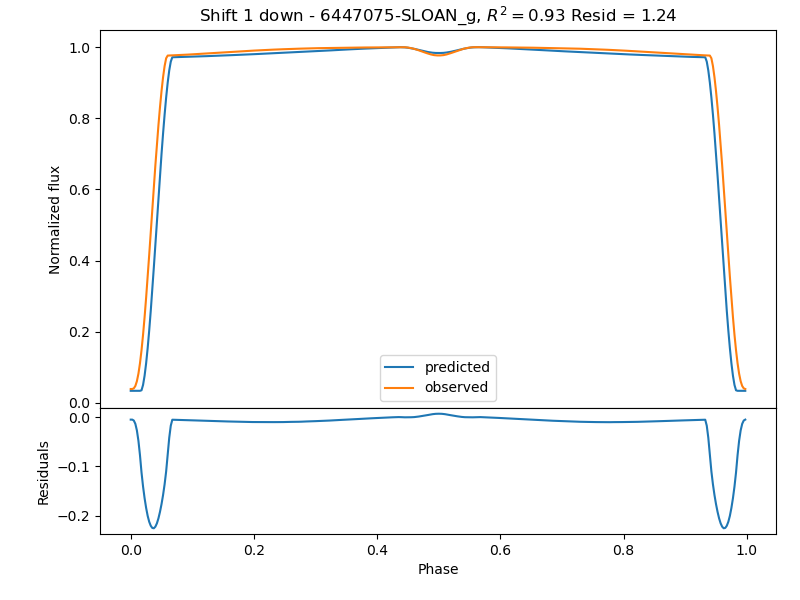 Shift 1 down - 6447075-SLOAN_g, R² = 0.93 Resid = 1.24
1.0
0.8
0.6
0.4
0.2
0.0
Normalized flux
predicted
observed
0.0
−0.1
−0.2
Residuals
0.0 0.2 0.4 0.6 0.8 1.0
Phase